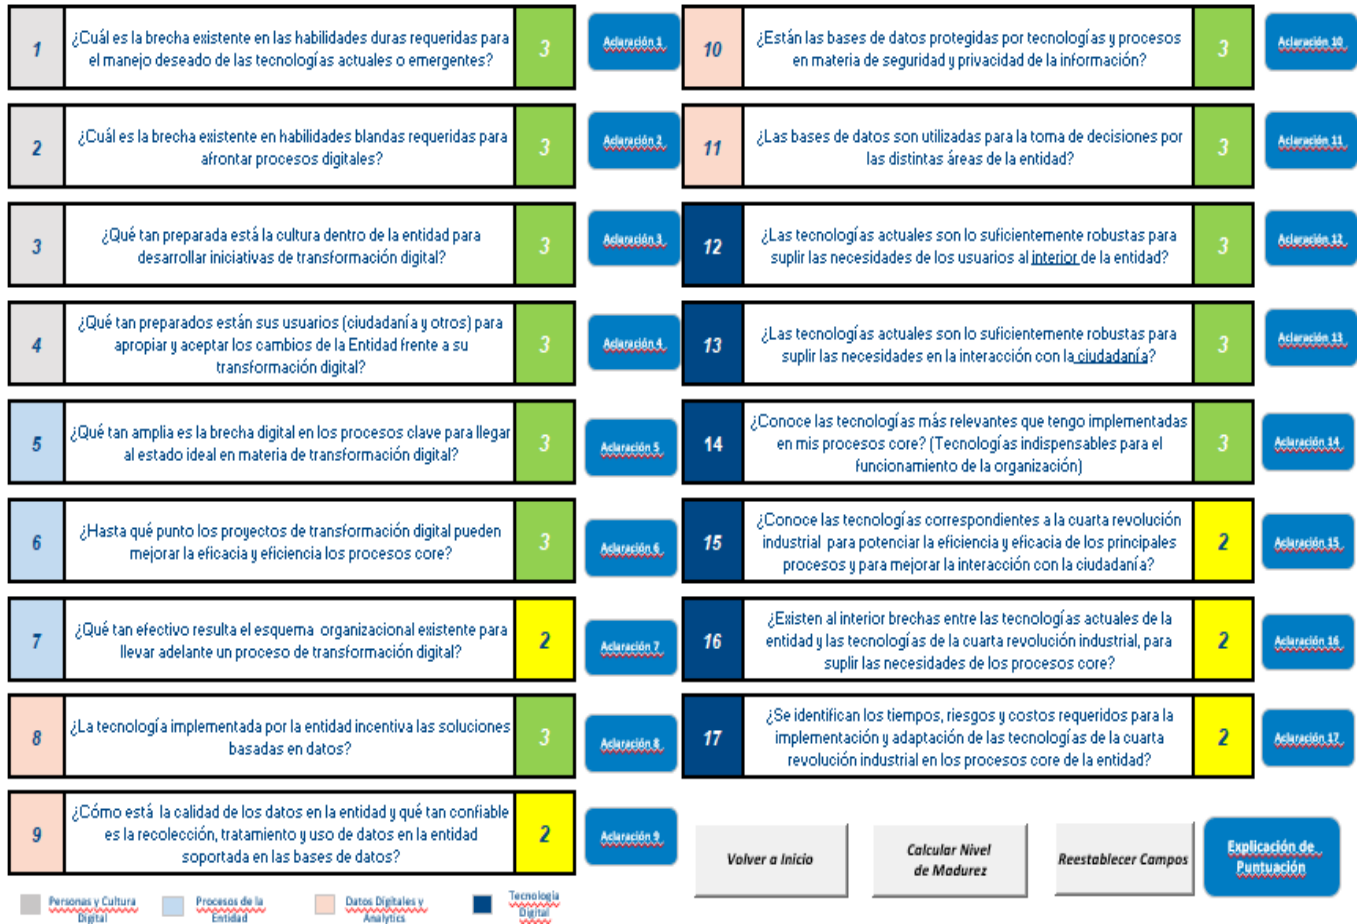 1
¿Cuál es la brecha existente en las habilidades duras requeridas para
el manejo deseado de las tecnologías actuales o emergentes?
3
Aclaración 1
2
¿Cuál es la brecha existente en habilidades blandas requeridas para
afrontar procesos digitales?
3
Aclaración 2
3
¿Qué tan preparada está la cultura dentro de la entidad para
desarrollar iniciativas de transformación digital?
3
Aclaración 3
4
¿Qué tan preparados están sus usuarios (ciudadanía y otros) para
apropiar y aceptar los cambios de la Entidad frente a su
transformación digital?
3
Aclaración 4
5
¿Qué tan amplia es la brecha digital en los procesos clave para llegar
al estado ideal en materia de transformación digital?
3
Aclaración 5
6
¿Hasta qué punto los proyectos de transformación digital pueden
mejorar la eficacia y eficiencia los procesos core?
3
Aclaración 6
7
¿Qué tan efectivo resulta el esquema organizacional existente para
llevar adelante un proceso de transformación digital?
2
Aclaración 7
8
¿La tecnología implementada por la entidad incentiva las soluciones
basadas en datos?
3
Aclaración 8
9
¿Cómo está la calidad de los datos en la entidad y qué tan confiable
es la recolección, tratamiento y uso de datos en la entidad
soportada en las bases de datos?
2
Aclaración 9
10
¿Están las bases de datos protegidas por tecnologías y procesos
en materia de seguridad y privacidad de la información?
3
Aclaración 10
11
¿Las bases de datos son utilizadas para la toma de decisiones por
las distintas áreas de la entidad?
3
Aclaración 11
12
¿Las tecnologías actuales son lo suficientemente robustas para
suplir las necesidades de los usuarios al interior de la entidad?
3
Aclaración 12
13
¿Las tecnologías actuales son lo suficientemente robustas para
suplir las necesidades en la interacción con la ciudadanía?
3
Aclaración 13
14
¿Conoce las tecnologías más relevantes que tengo implementadas
en mis procesos core? (Tecnologías indispensables para el
funcionamiento de la organización)
3
Aclaración 14
15
¿Conoce las tecnologías correspondientes a la cuarta revolución
industrial para potenciar la eficiencia y eficacia de los principales
procesos y para mejorar la interacción con la ciudadanía?
2
Aclaración 15
16
¿Existen al interior brechas entre las tecnologías actuales de la
entidad y las tecnologías de la cuarta revolución industrial, para
suplir las necesidades de los procesos core?
2
Aclaración 16
17
¿Se identifican los tiempos, riesgos y costos requeridos para la
implementación y adaptación de las tecnologías de la cuarta
revolución industrial en los procesos core de la entidad?
2
Aclaración 17
Volver a Inicio
Calcular Nivel
de Madurez
Reestablecer Campos
Explicación de
Puntuación
Personas y Cultura
Digital
Procesos de la
Entidad
Datos Digitales y
Analytics
Tecnología
Digital